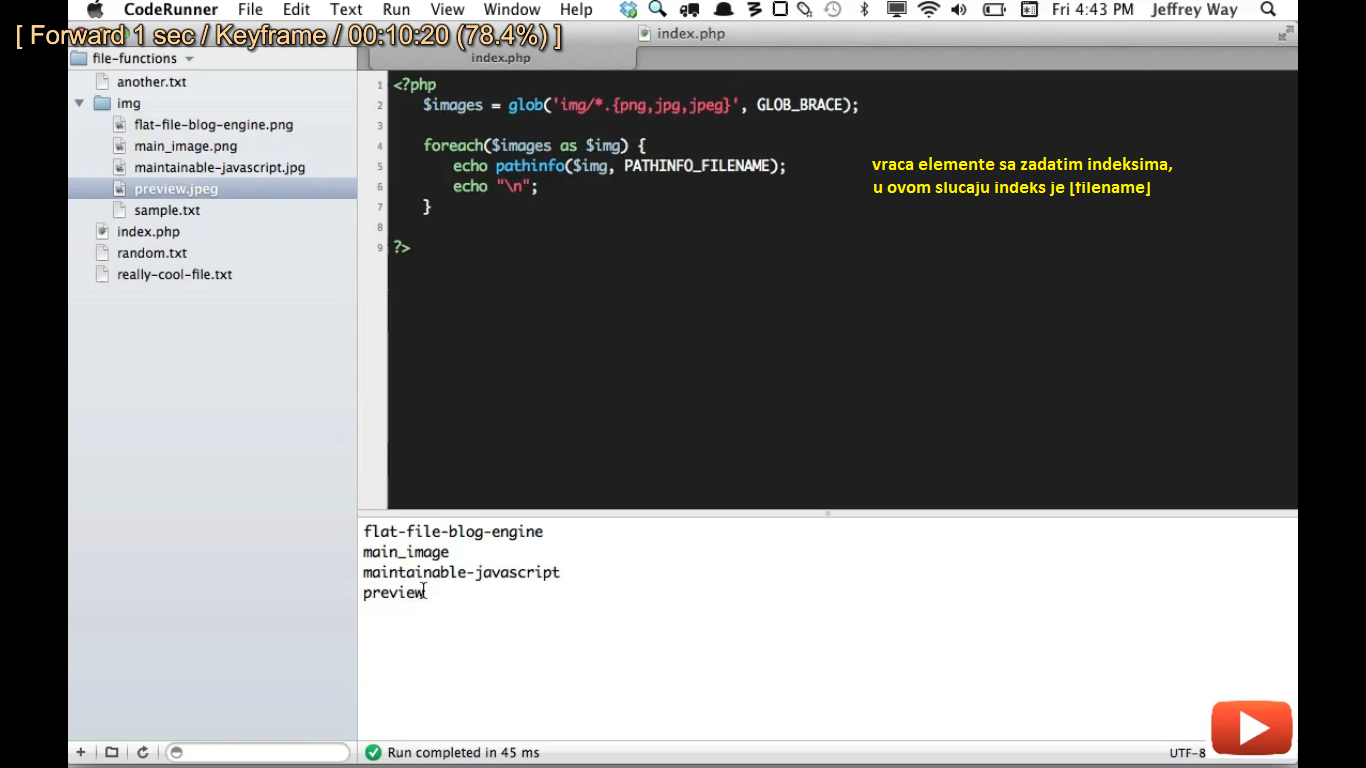 CodeRunner File Edit Text Run View Window Help Fri 4:43 PM Jeffrey Way
[ Forward 1 sec / Keyframe / 00:10:20 (78.4%) ]
index.php
file-functions
index.php
another.txt
img
flat-file-blog-engine.png
main_image.png
maintainable-javascript.jpg
preview.jpeg
sample.txt
index.php
random.txt
really-cool-file.txt
1 <?php
2 $images = glob('img/*.{png,jpg,jpeg}', GLOB_BRACE);
3
4 foreach($images as $img) {
5 echo pathinfo($img, PATHINFO_FILENAME);
6 echo "\n";
7 }
8
9 ?>
vraca elemente sa zadatim indeksima,
u ovom slucaju indeks je [filename]
flat-file-blog-engine
main_image
maintainable-javascript
preview
Run completed in 45 ms
UTF-8